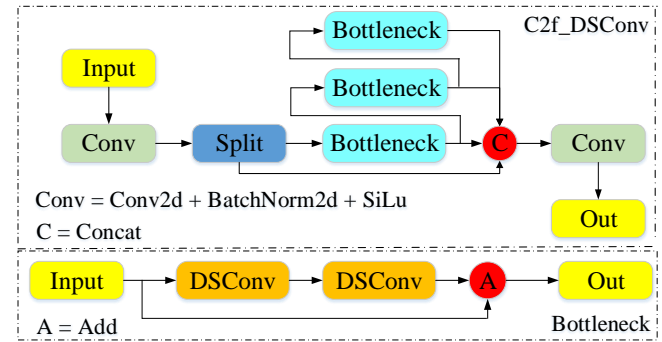 Bottleneck
C2f_DSConv
Input
Bottleneck
Conv
Split
Bottleneck
C
Conv
Conv = Conv2d + BatchNorm2d + SiLu
C = Concat
Out
Input
DSConv
DSConv
A
Out
A = Add
Bottleneck